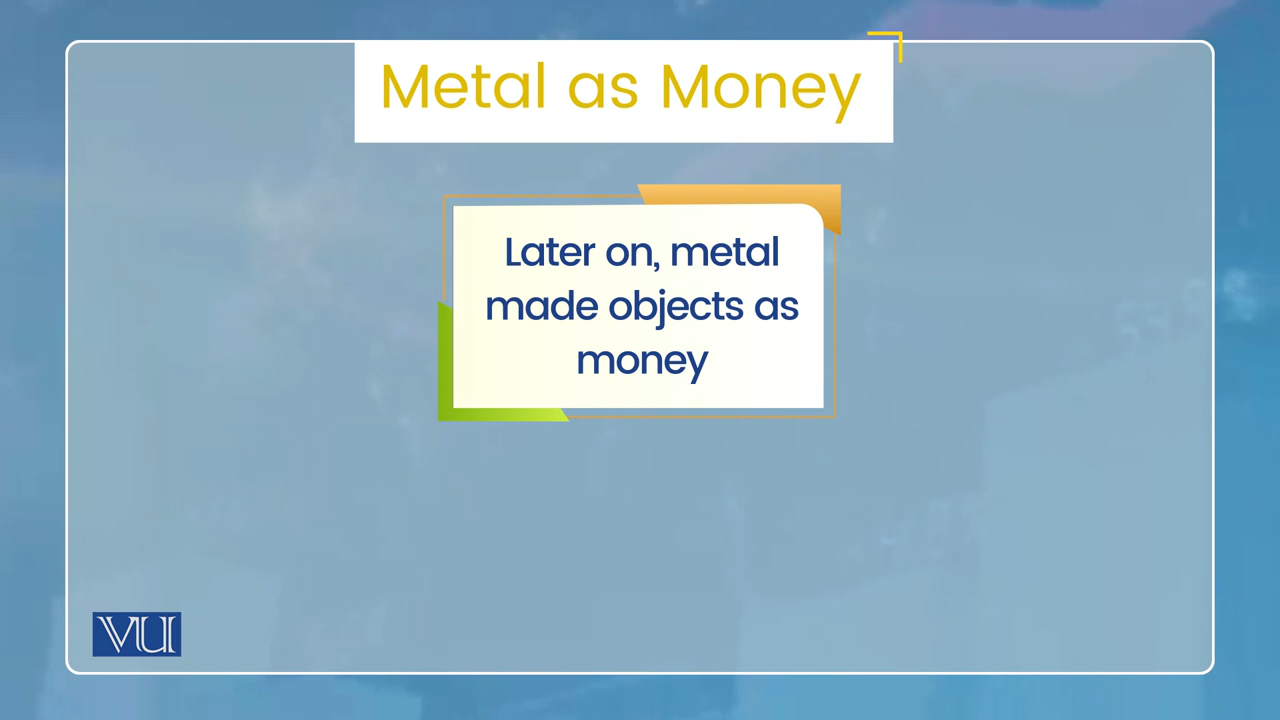 Metal as Money
Later on, metal
made objects as
money
VU